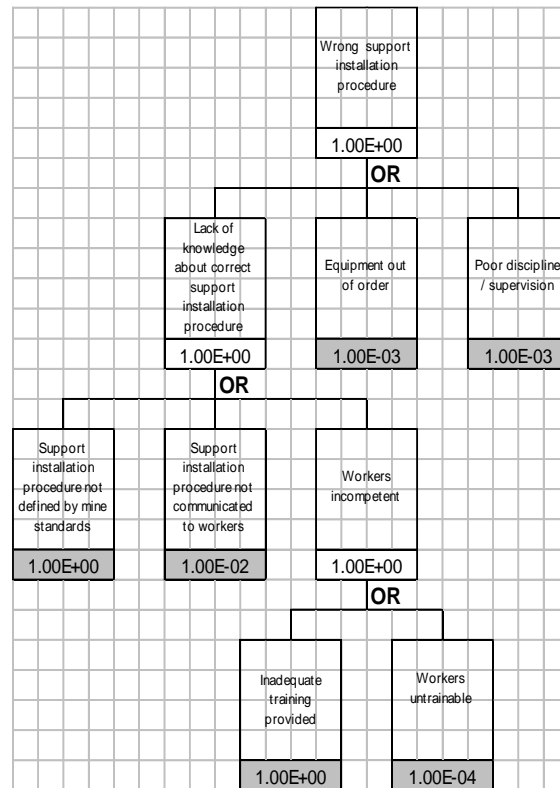 Wrong support
installation
procedure
1.00E+00
OR
Lack of
knowledge
about correct
support
installation
procedure
1.00E+00
Equipment out
of order
1.00E-03
Poor discipline
/ supervision
1.00E-03
OR
Support
installation
procedure not
defined by mine
standards
1.00E+00
Support
installation
procedure not
communicated
to workers
1.00E-02
Workers
incompetent
1.00E+00
OR
Inadequate
training
provided
1.00E+00
Workers
untrainable
1.00E-04